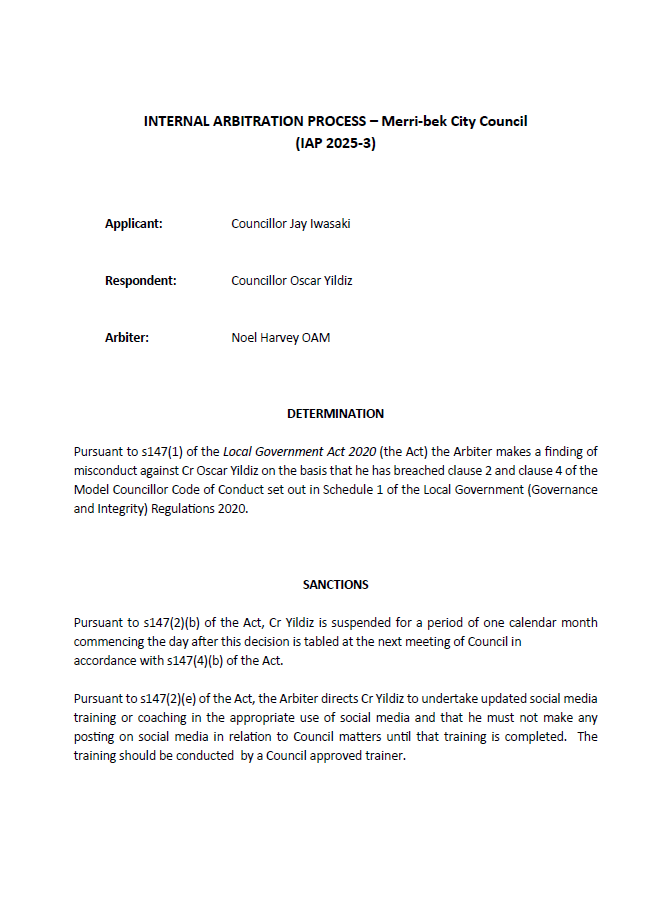 INTERNAL ARBITRATION PROCESS – Merri-bek City Council
(IAP 2025-3)
Applicant: Councillor Jay Iwasaki
Respondent: Councillor Oscar Yildiz
Arbiter: Noel Harvey OAM
DETERMINATION
Pursuant to s147(1) of the Local Government Act 2020 (the Act) the Arbiter makes a finding of
misconduct against Cr Oscar Yildiz on the basis that he has breached clause 2 and clause 4 of the
Model Councillor Code of Conduct set out in Schedule 1 of the Local Government (Governance
and Integrity) Regulations 2020.
SANCTIONS
Pursuant to s147(2)(b) of the Act, Cr Yildiz is suspended for a period of one calendar month
commencing the day after this decision is tabled at the next meeting of Council in
accordance with s147(4)(b) of the Act.
Pursuant to s147(2)(e) of the Act, the Arbiter directs Cr Yildiz to undertake updated social media
training or coaching in the appropriate use of social media and that he must not make any
posting on social media in relation to Council matters until that training is completed. The
training should be conducted by a Council approved trainer.